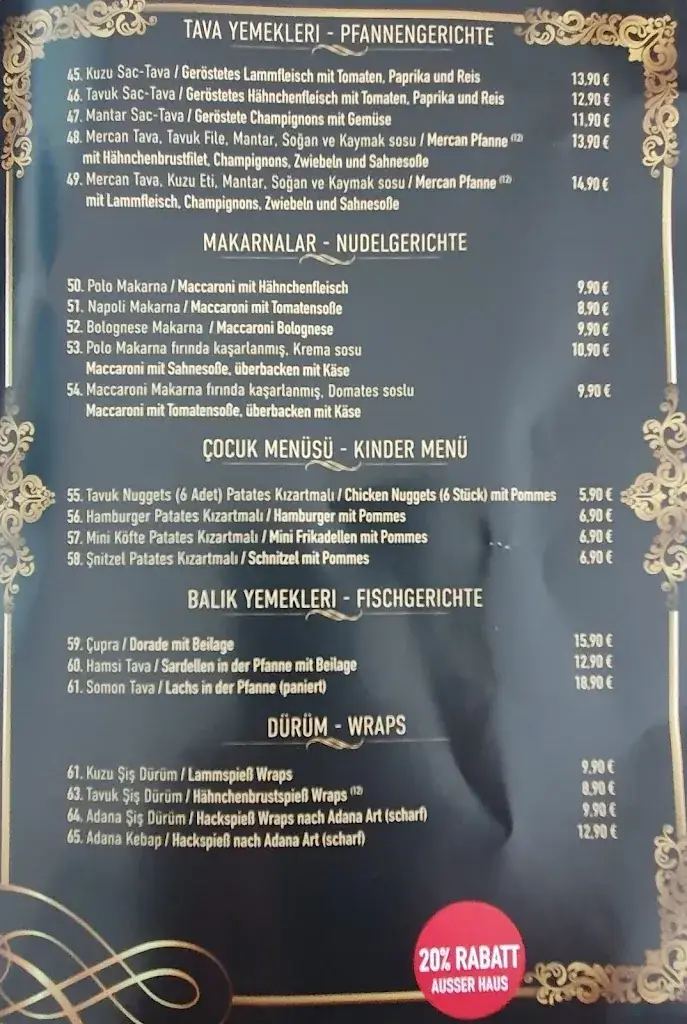 TAVA YEMEKLERI - PFANNENGERICHTE
45. Kuzu Sac-Tava / Geröstetes Lammfleisch mit Tomaten, Paprika und Reis 13,90 €
46. Tavuk Sac-Tava / Geröstetes Hähnchenfleisch mit Tomaten, Paprika und Reis 12,90 €
47. Mantar Sac-Tava / Geröstete Champignons mit Gemüse 11,90 €
48. Mercan Tava, Tavuk File, Mantar, Soğan ve Kaymak sosu / Mercan Pfanne (12) 13,90 €
mit Hähnchenbrustfilet, Champignons, Zwiebeln und Sahnesoße
49. Mercan Tava, Kuzu Eti, Mantar, Soğan ve Kaymak sosu / Mercan Pfanne (12) 14,90 €
mit Lammfleisch, Champignons, Zwiebeln und Sahnesoße
MAKARNALAR - NUDELGERICHTE
50. Polo Makarna / Maccaroni mit Hähnchenfleisch 9,90 €
51. Napoli Makarna / Maccaroni mit Tomatensoße 8,90 €
52. Bolognese Makarna / Maccaroni Bolognese 9,90 €
53. Polo Makarna fırında kaşarlanmış, Krema sosu 10,90 €
Maccaroni mit Sahnesoße, überbacken mit Käse
54. Maccaroni Makarna fırında kaşarlanmış, Domates soslu 9,90 €
Maccaroni mit Tomatensoße, überbacken mit Käse
ÇOCUK MENÜSÜ - KINDER MENÜ
55. Tavuk Nuggets (6 Adet) Patates Kızartmalı / Chicken Nuggets (6 Stück) mit Pommes 5,90 €
56. Hamburger Patates Kızartmalı / Hamburger mit Pommes 6,90 €
57. Mini Köfte Patates Kızartmalı / Mini Frikadellen mit Pommes 6,90 €
58. Şnitzel Patates Kızartmalı / Schnitzel mit Pommes 6,90 €
BALIK YEMEKLERI - FISCHGERICHTE
59. Çupra / Dorade mit Beilage 15,90 €
60. Hamsi Tava / Sardellen in der Pfanne mit Beilage 12,90 €
61. Somon Tava / Lachs in der Pfanne (paniert) 18,90 €
DÜRÜM - WRAPS
61. Kuzu Şiş Dürüm / Lammspieß Wraps 9,90 €
63. Tavuk Şiş Dürüm / Hähnchenbrustspieß Wraps (12) 8,90 €
64. Adana Şiş Dürüm / Hackspieß Wraps nach Adana Art (scharf) 9,90 €
65. Adana Kebap / Hackspieß nach Adana Art (scharf) 12,90 €
20% RABATT
AUSSER HAUS